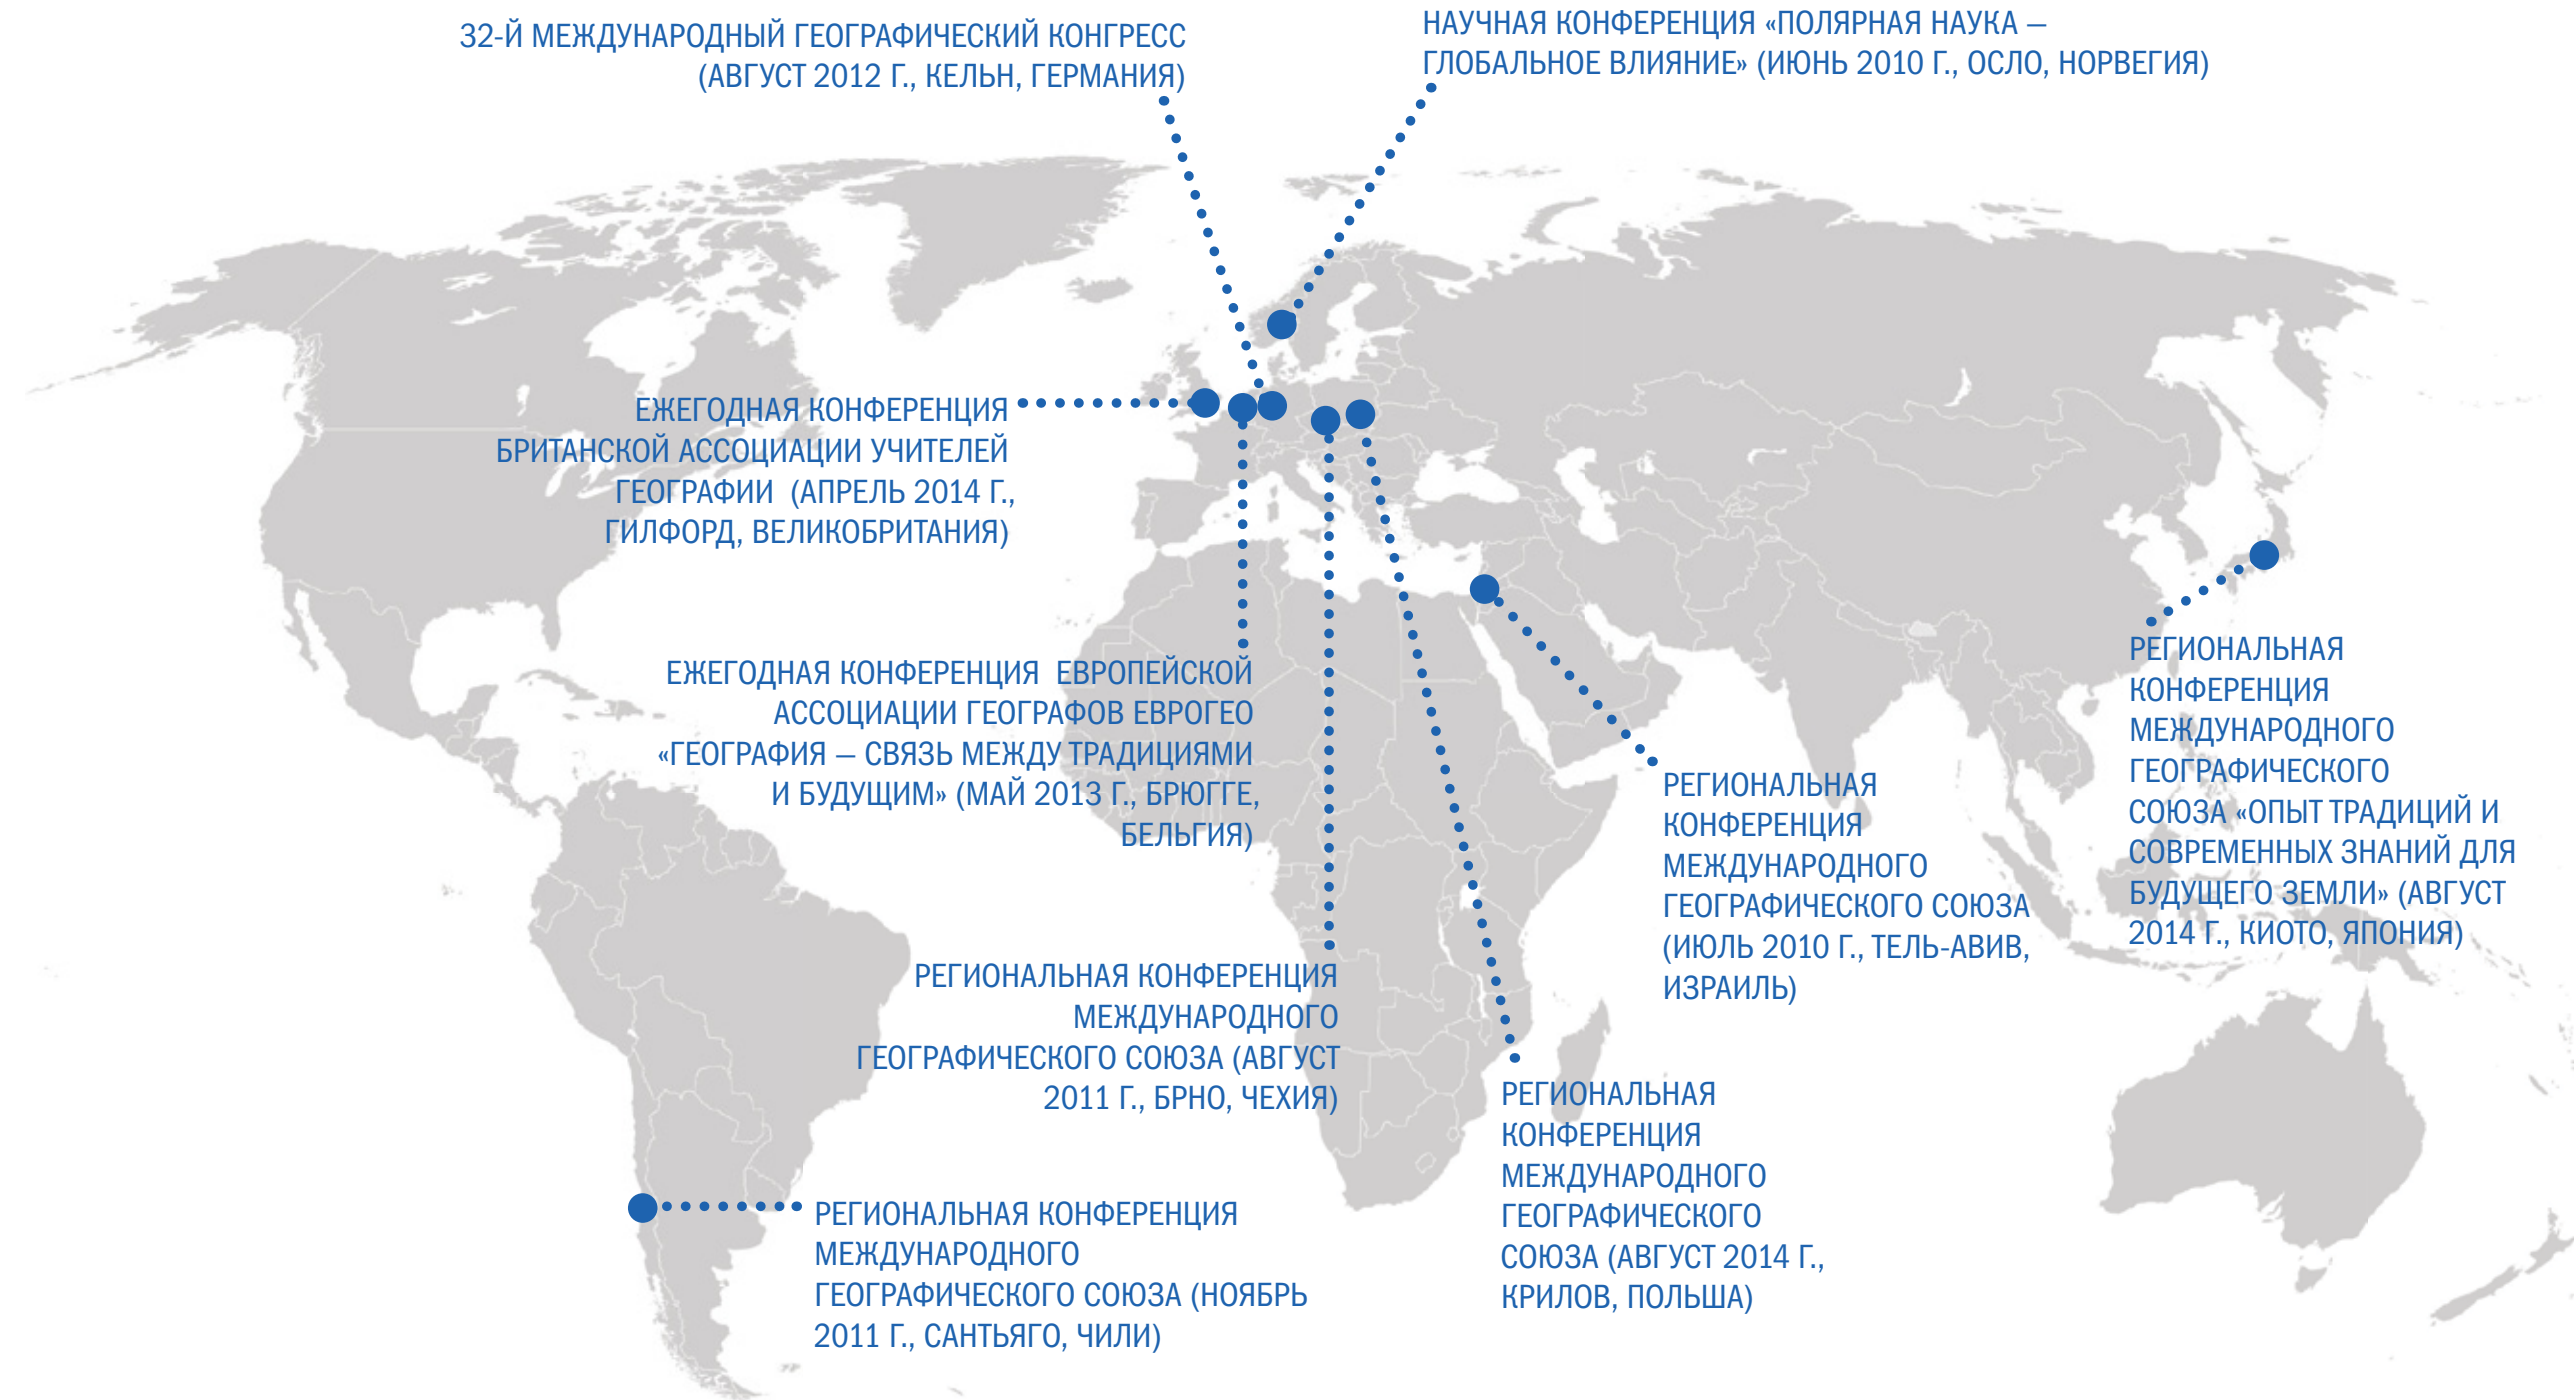 32-Й МЕЖДУНАРОДНЫЙ ГЕОГРАФИЧЕСКИЙ КОНГРЕСС
(АВГУСТ 2012 Г., КЕЛЬН, ГЕРМАНИЯ)
НАУЧНАЯ КОНФЕРЕНЦИЯ «ПОЛЯРНАЯ НАУКА –
ГЛОБАЛЬНОЕ ВЛИЯНИЕ» (ИЮНЬ 2010 Г., ОСЛО, НОРВЕГИЯ)
ЕЖЕГОДНАЯ КОНФЕРЕНЦИЯ
БРИТАНСКОЙ АССОЦИАЦИИ УЧИТЕЛЕЙ
ГЕОГРАФИИ (АПРЕЛЬ 2014 Г.,
ГИЛФОРД, ВЕЛИКОБРИТАНИЯ)
ЕЖЕГОДНАЯ КОНФЕРЕНЦИЯ ЕВРОПЕЙСКОЙ
АССОЦИАЦИИ ГЕОГРАФОВ ЕВРОГЕО
«ГЕОГРАФИЯ – СВЯЗЬ МЕЖДУ ТРАДИЦИЯМИ
И БУДУЩИМ» (МАЙ 2013 Г., БРЮГГЕ,
БЕЛЬГИЯ)
РЕГИОНАЛЬНАЯ
КОНФЕРЕНЦИЯ
МЕЖДУНАРОДНОГО
ГЕОГРАФИЧЕСКОГО
СОЮЗА «ОПЫТ ТРАДИЦИЙ И
СОВРЕМЕННЫХ ЗНАНИЙ ДЛЯ
БУДУЩЕГО ЗЕМЛИ» (АВГУСТ
2014 Г., КИОТО, ЯПОНИЯ)
РЕГИОНАЛЬНАЯ
КОНФЕРЕНЦИЯ
МЕЖДУНАРОДНОГО
ГЕОГРАФИЧЕСКОГО СОЮЗА
(ИЮЛЬ 2010 Г., ТЕЛЬ-АВИВ,
ИЗРАИЛЬ)
РЕГИОНАЛЬНАЯ КОНФЕРЕНЦИЯ
МЕЖДУНАРОДНОГО
ГЕОГРАФИЧЕСКОГО СОЮЗА (АВГУСТ
2011 Г., БРНО, ЧЕХИЯ)
РЕГИОНАЛЬНАЯ
КОНФЕРЕНЦИЯ
МЕЖДУНАРОДНОГО
ГЕОГРАФИЧЕСКОГО
СОЮЗА (АВГУСТ 2014 Г.,
КРИЛОВ, ПОЛЬША)
РЕГИОНАЛЬНАЯ КОНФЕРЕНЦИЯ
МЕЖДУНАРОДНОГО
ГЕОГРАФИЧЕСКОГО СОЮЗА (НОЯБРЬ
2011 Г., САНТЬЯГО, ЧИЛИ)